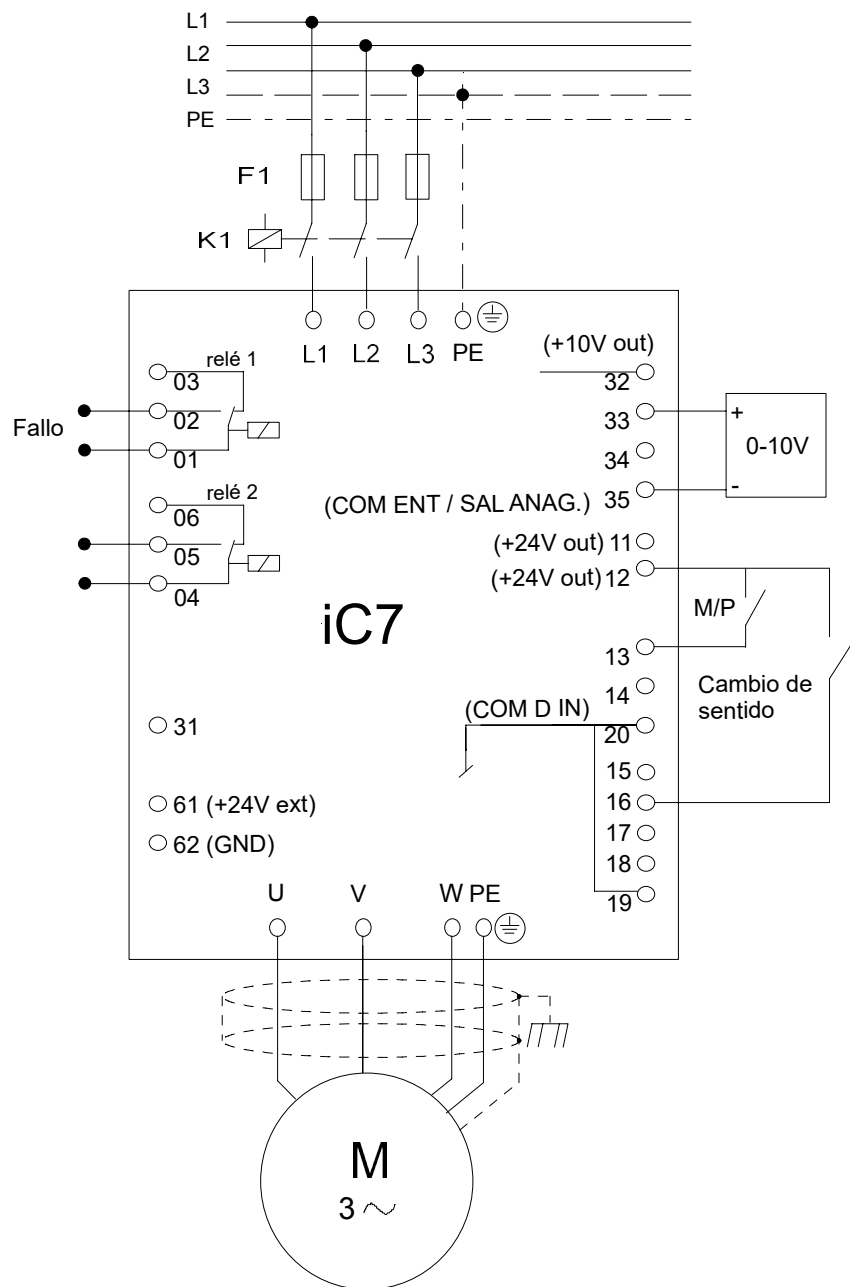 L1
L2
L3
PE
F1
K1
L1 L2 L3 PE
(+10V out)
32
relé 1
03
02
01
Fallo
33
+
0-10V
34
-
(COM ENT / SAL ANAG.) 35
relé 2
06
05
04
(+24V out) 11
(+24V out) 12
iC7
M/P
13
14
Cambio de
sentido
(COM D IN)
20
31
15
16
61 (+24V ext)
17
62 (GND)
18
19
U V W PE
M
3